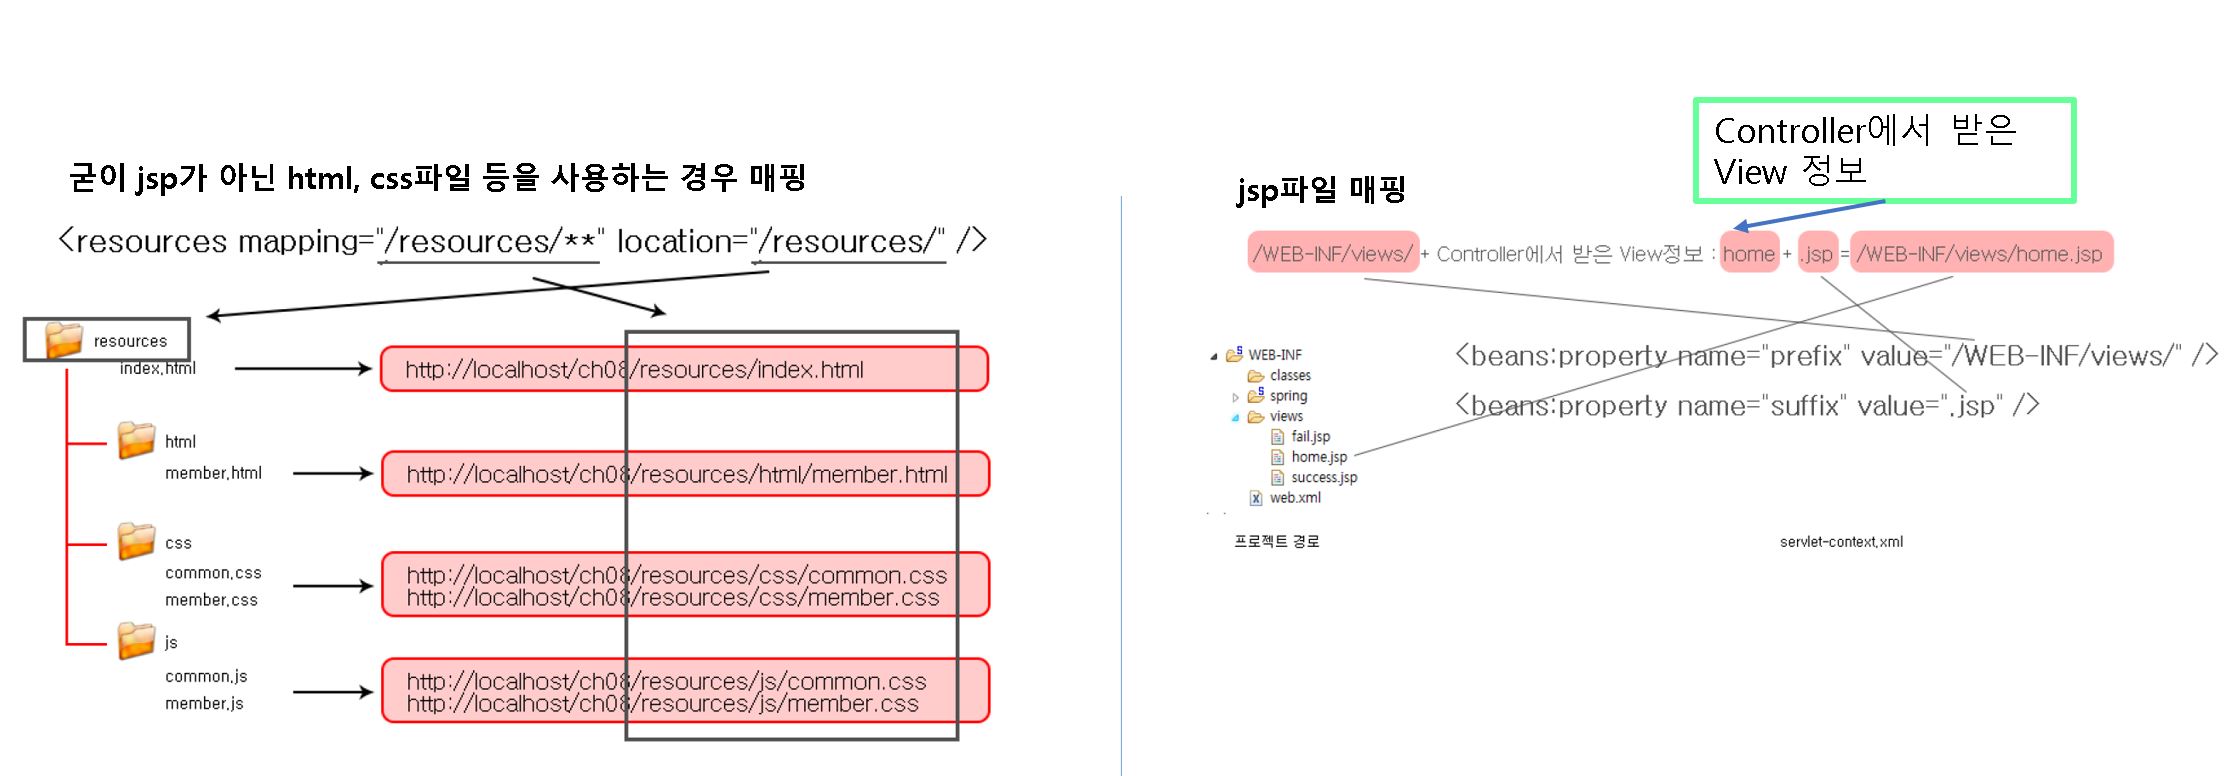 굳이 jsp가 아닌 html, css파일 등을 사용하는 경우 매핑
<resources mapping="/resources/**" location="/resources/" />
resources
index.html
http://localhost/ch08/resources/index.html
html
member.html
http://localhost/ch08/resources/html/member.html
css
common.css
member.css
http://localhost/ch08/resources/css/common.css
http://localhost/ch08/resources/css/member.css
js
common.js
member.js
http://localhost/ch08/resources/js/common.css
http://localhost/ch08/resources/js/member.css
Controller에서 받은
View 정보
jsp파일 매핑
/WEB-INF/views/ + Controller에서 받은 View정보 : home + .jsp = /WEB-INF/views/home.jsp
WEB-INF
classes
spring
views
fail.jsp
home.jsp
success.jsp
web.xml
<beans:property name="prefix" value="/WEB-INF/views/" />
<beans:property name="suffix" value=".jsp" />
프로젝트 경로
servlet-context.xml